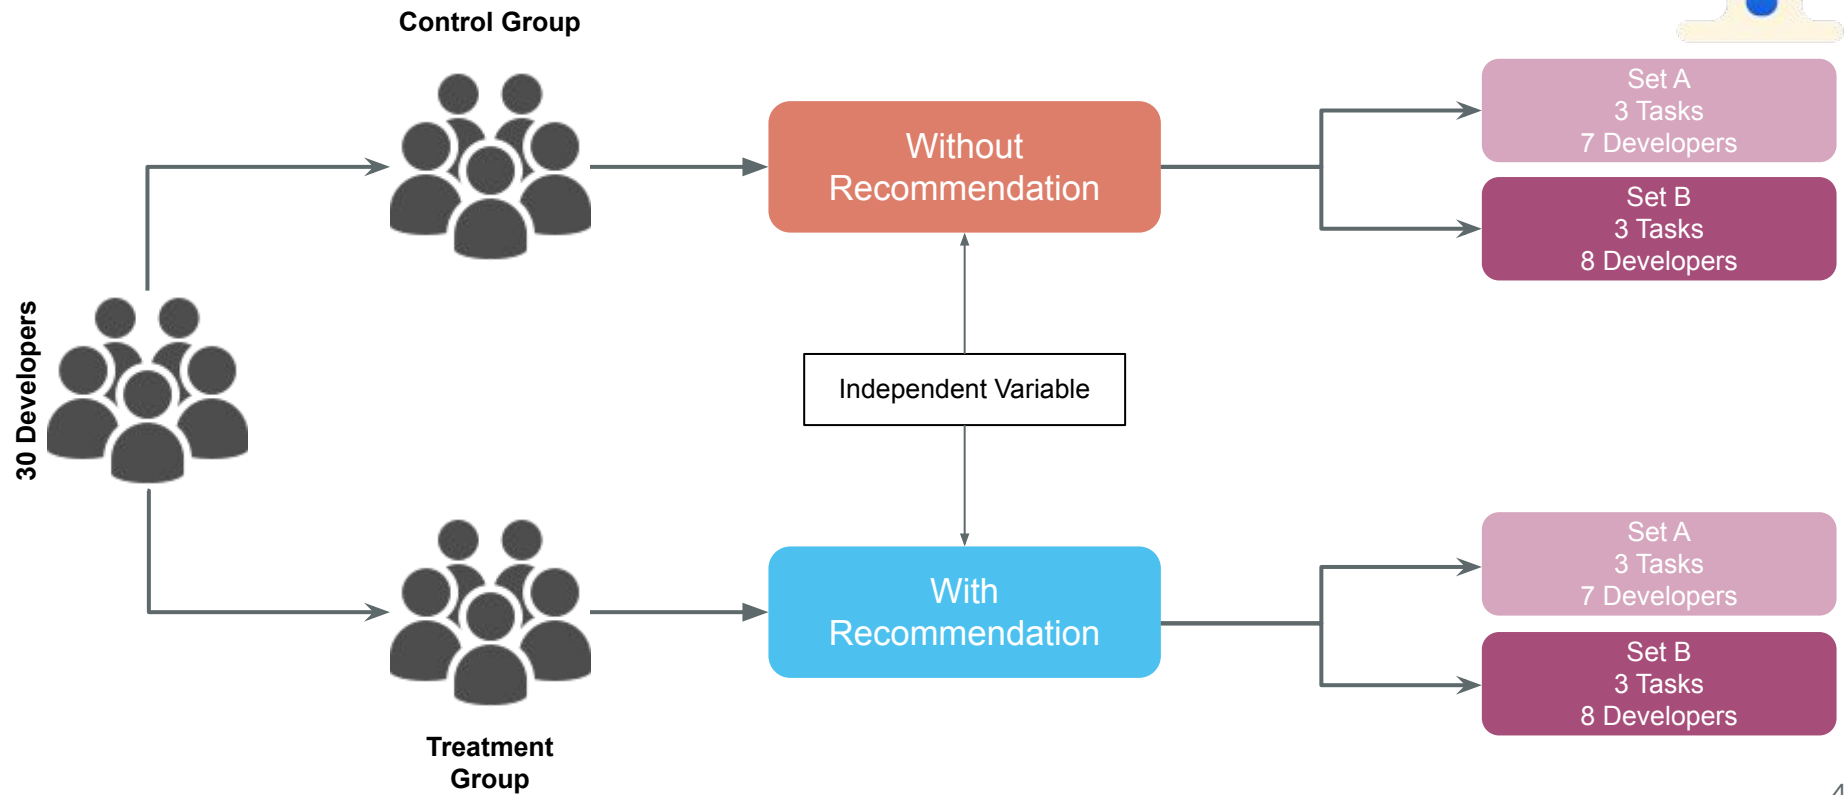 Control Group
30 Developers
Without
Recommendation
Set A
3 Tasks
7 Developers
Set B
3 Tasks
8 Developers
Independent Variable
With
Recommendation
Set A
3 Tasks
7 Developers
Set B
3 Tasks
8 Developers
Treatment
Group